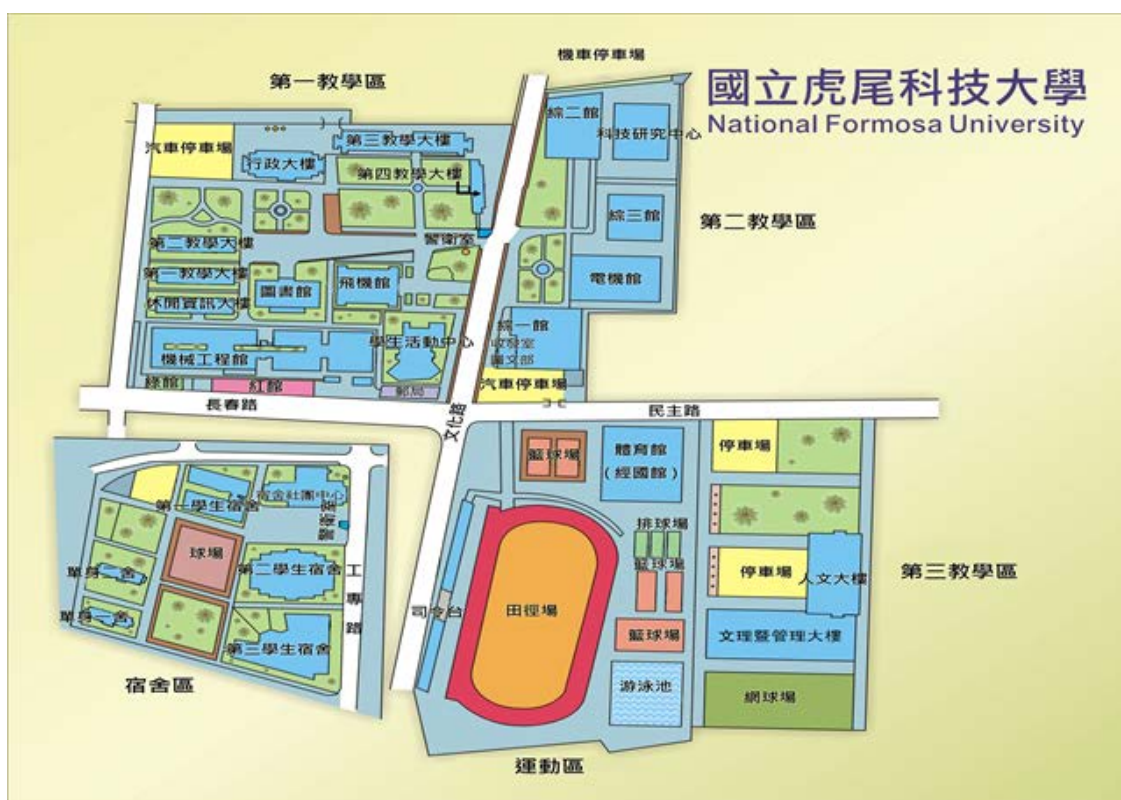 機車停車場
國立虎尾科技大學
National Formosa University
第一教學區
綜二館
科技研究中心
汽車停車場
行政大樓
第三教學大樓
第四教學大樓
綜三館
第二教學區
第二教學大樓
警衛室
第一教學大樓
圖書館
飛機館
電機館
休閒資訊大樓
機械工程館
學生活動中心
綜一館
收發室
圖文部
綠館
紅館
郵局
汽車停車場
長春路
文化路
民主路
籃球場
體育館
(經國館)
停車場
第一學生宿舍
宿舍社團中心
警衛室
球場
第二學生宿舍
工專路
單身二舍
單身一舍
第三學生宿舍
宿舍區
司令台
田徑場
排球場
籃球場
籃球場
游泳池
停車場
人文大樓
文理暨管理大樓
網球場
第三教學區
運動區